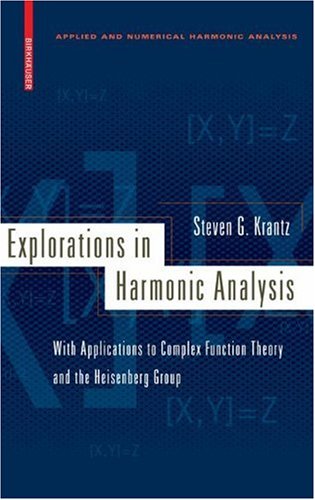 BIRKHAUSER
APPLIED AND NUMERICAL HARMONIC ANALYSIS
[X,Y]=Z
[X,Y]=Z
Steven G. Krantz
Explorations in
Harmonic Analysis
With Applications to Complex Function Theory
and the Heisenberg Group
[X,Y]=Z